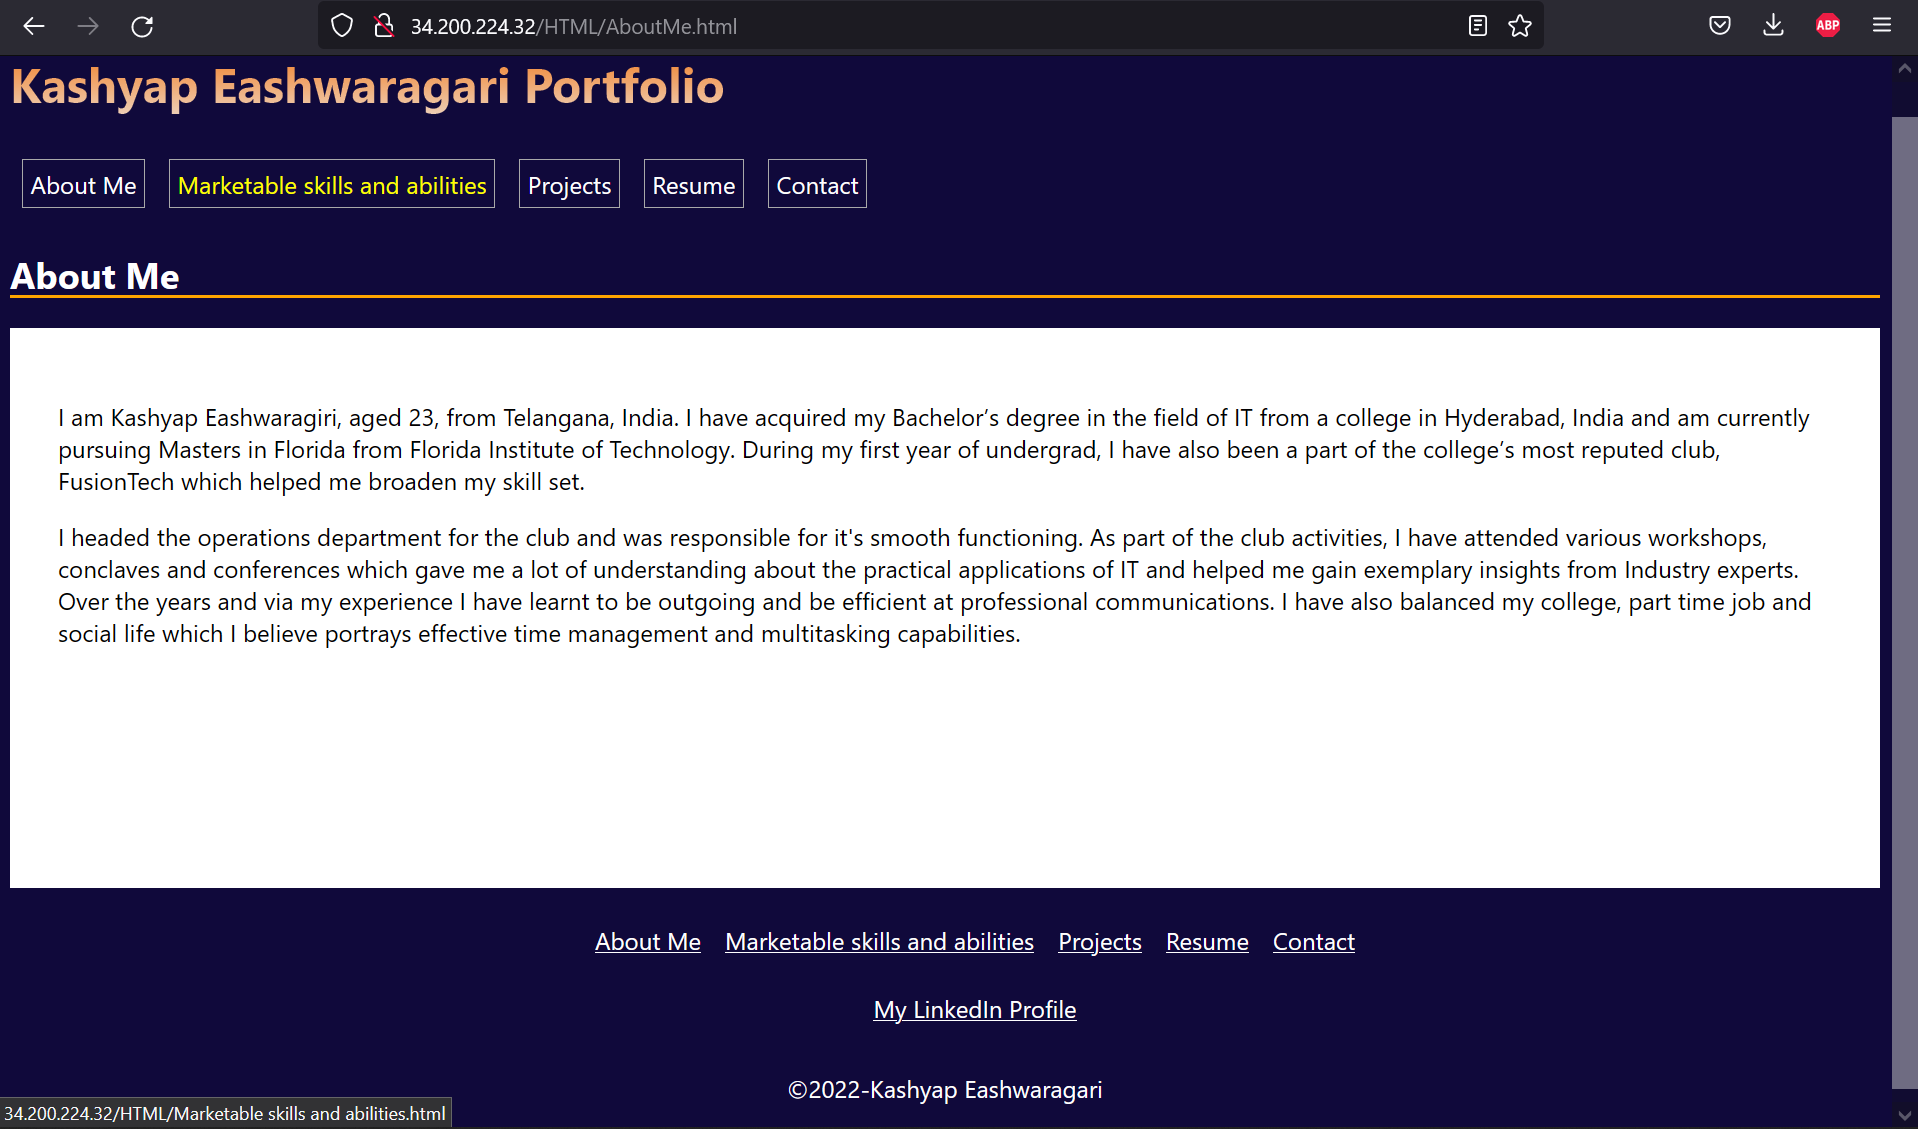 34.200.224.32/HTML/AboutMe.html
ABP
Kashyap Eashwaragari Portfolio
About Me
Marketable skills and abilities
Projects
Resume
Contact
About Me
I am Kashyap Eashwaragiri, aged 23, from Telangana, India. I have acquired my Bachelor’s degree in the field of IT from a college in Hyderabad, India and am currently
pursuing Masters in Florida from Florida Institute of Technology. During my first year of undergrad, I have also been a part of the college’s most reputed club,
FusionTech which helped me broaden my skill set.
I headed the operations department for the club and was responsible for it's smooth functioning. As part of the club activities, I have attended various workshops,
conclaves and conferences which gave me a lot of understanding about the practical applications of IT and helped me gain exemplary insights from Industry experts.
Over the years and via my experience I have learnt to be outgoing and be efficient at professional communications. I have also balanced my college, part time job and
social life which I believe portrays effective time management and multitasking capabilities.
About Me
Marketable skills and abilities
Projects
Resume
Contact
My LinkedIn Profile
©2022-Kashyap Eashwaragari
34.200.224.32/HTML/Marketable skills and abilities.html